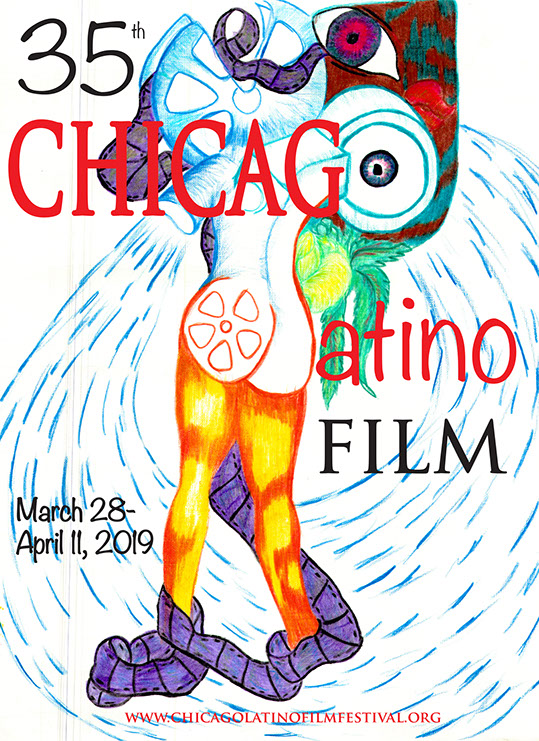 35th
CHICAG
atino
FILM
March 28-
April 11, 2019
WWW.CHICAGOLATINOFILMFESTIVAL.ORG